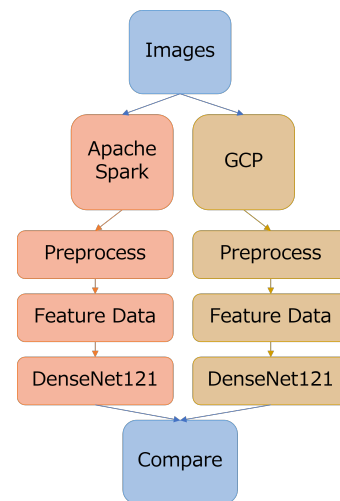 Images
Apache
Spark
GCP
Preprocess
Preprocess
Feature Data
Feature Data
DenseNet121
DenseNet121
Compare